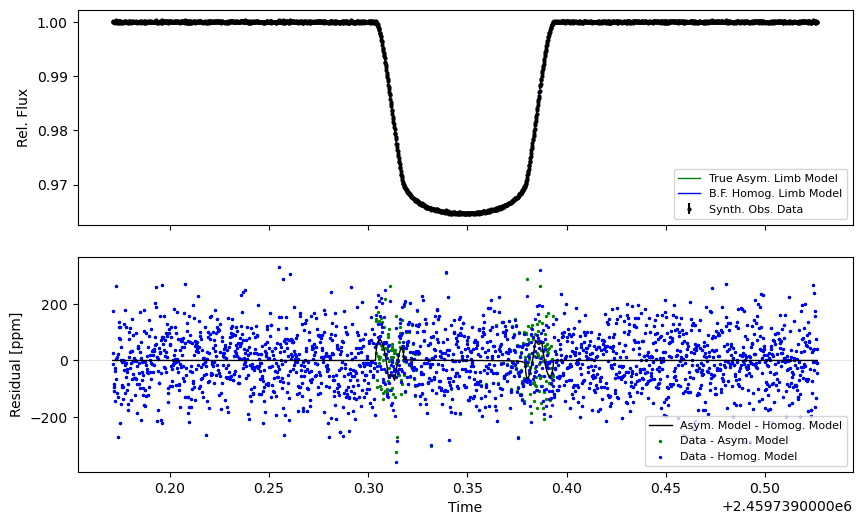 1.00
0.99
0.98
0.97
Rel. Flux
True Asym. Limb Model
B.F. Homog. Limb Model
Synth. Obs. Data
200
0
−200
Residual [ppm]
Asym. Model - Homog. Model
Data - Asym. Model
Data - Homog. Model
0.20 0.25 0.30 0.35 0.40 0.45 0.50
Time
+2.4597390000e6